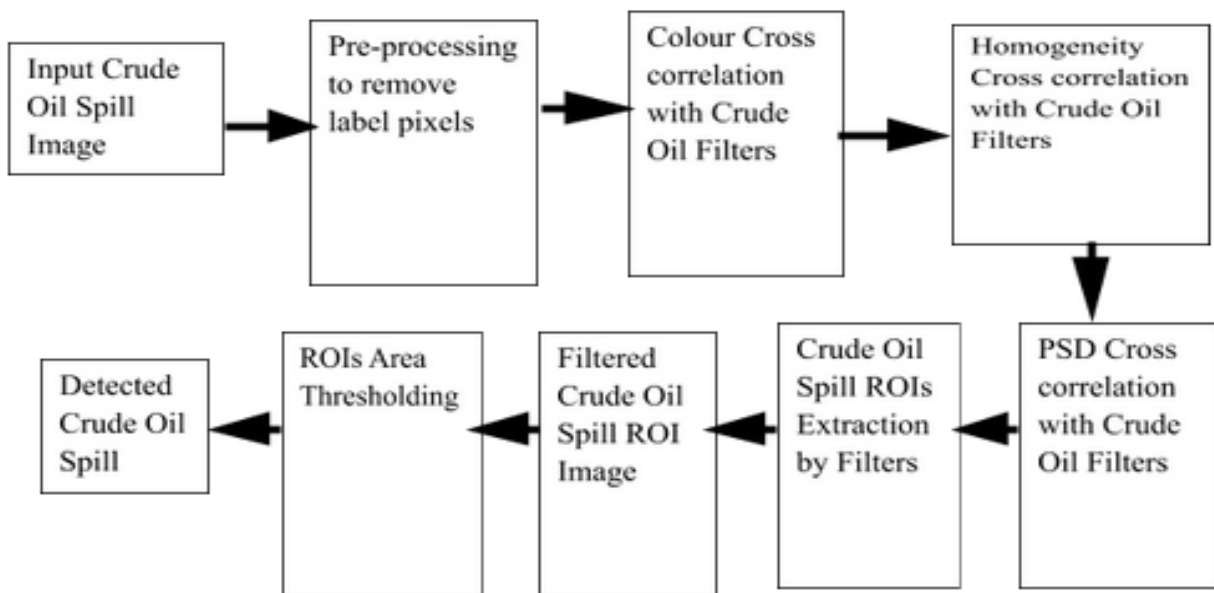 Input Crude
Oil Spill
Image
Pre-processing
to remove
label pixels
Colour Cross
correlation
with Crude
Oil Filters
Homogeneity
Cross correlation
with Crude Oil
Filters
PSD Cross
correlation
with Crude
Oil Filters
Crude Oil
Spill ROIs
Extraction
by Filters
Filtered
Crude Oil
Spill ROI
Image
ROIs Area
Thresholding
Detected
Crude Oil
Spill